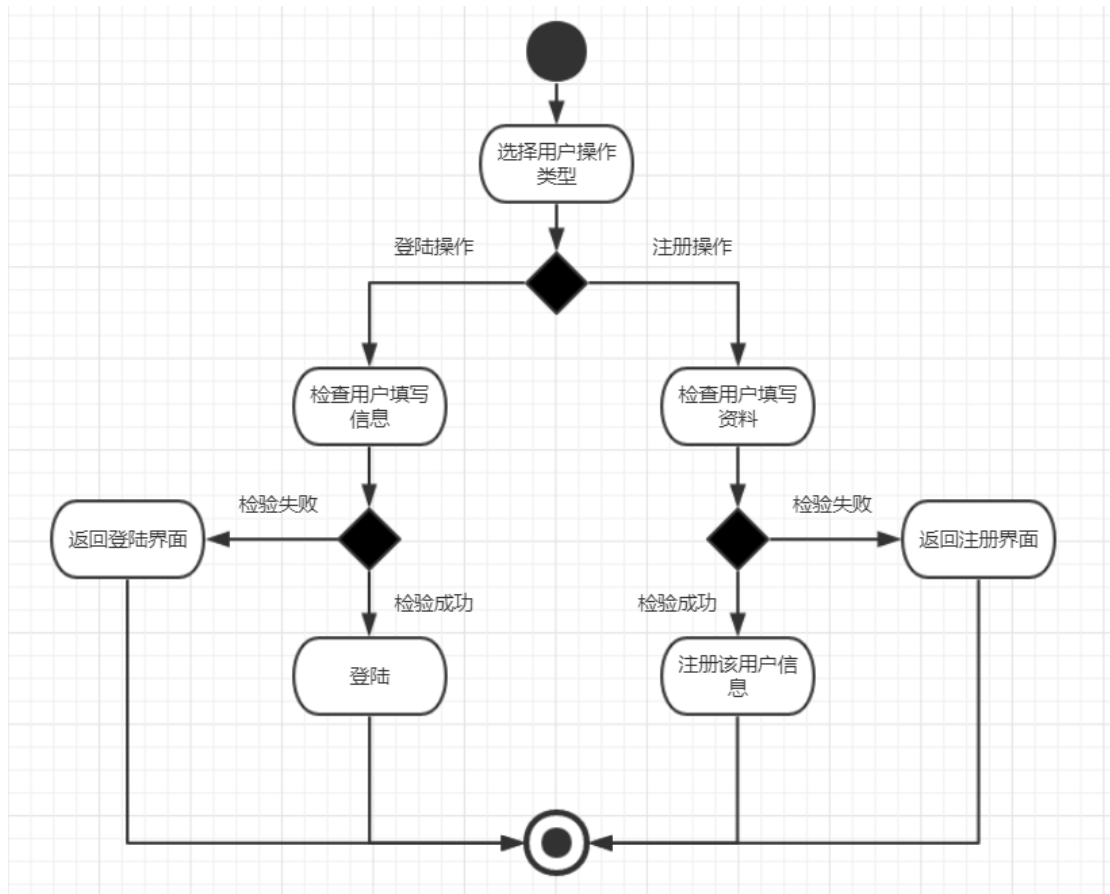 选择用户操作
类型
登陆操作
注册操作
检查用户填写
信息
检查用户填写
资料
检验失败
检验失败
返回登陆界面
返回注册界面
检验成功
检验成功
登陆
注册该用户信
息